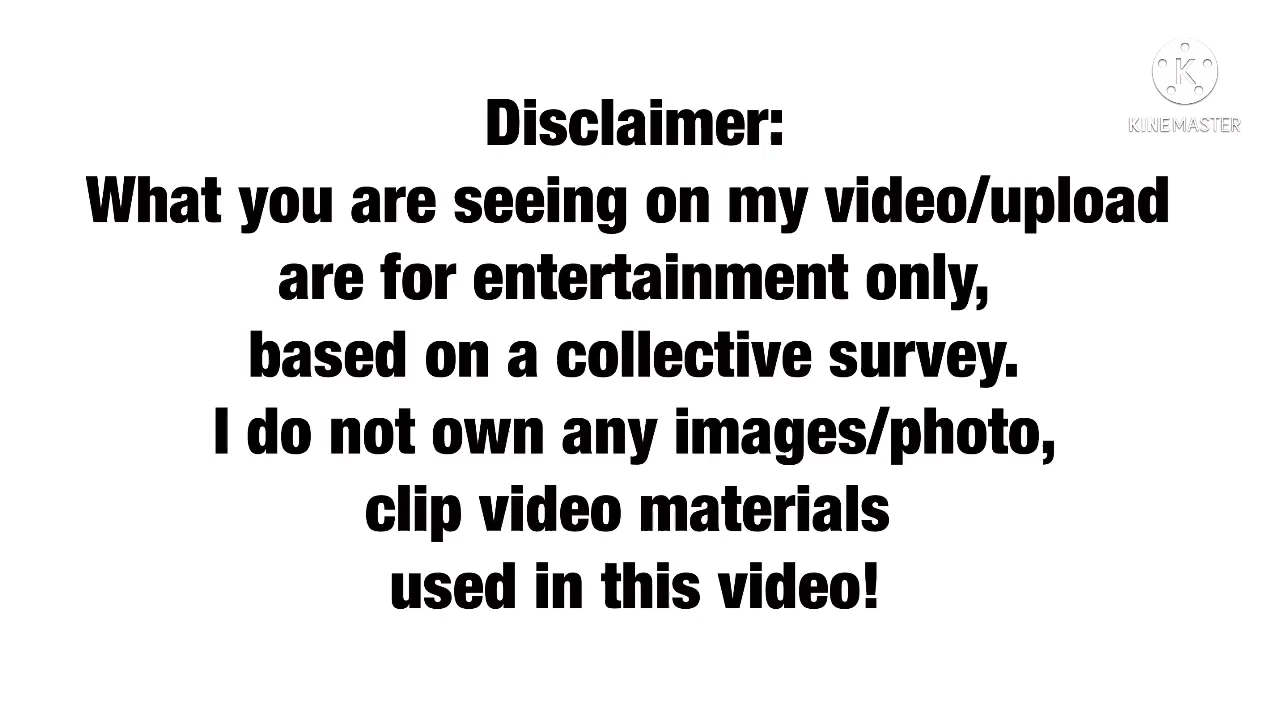 KINEMASTER
Disclaimer:
What you are seeing on my video/upload
are for entertainment only,
based on a collective survey.
I do not own any images/photo,
clip video materials
used in this video!